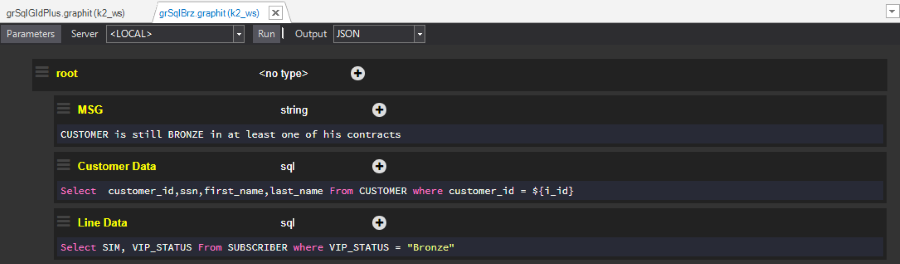 grSqlGldPlus.graphit (k2_ws) grSqlBrz.graphit (k2_ws)
Parameters Server <LOCAL> Run Output JSON
root <no type>
MSG string
CUSTOMER is still BRONZE in at least one of his contracts
Customer Data sql
Select  customer_id,ssn,first_name,last_name From CUSTOMER where customer_id = ${i_id}
Line Data sql
Select SIM, VIP_STATUS From SUBSCRIBER where VIP_STATUS = "Bronze"